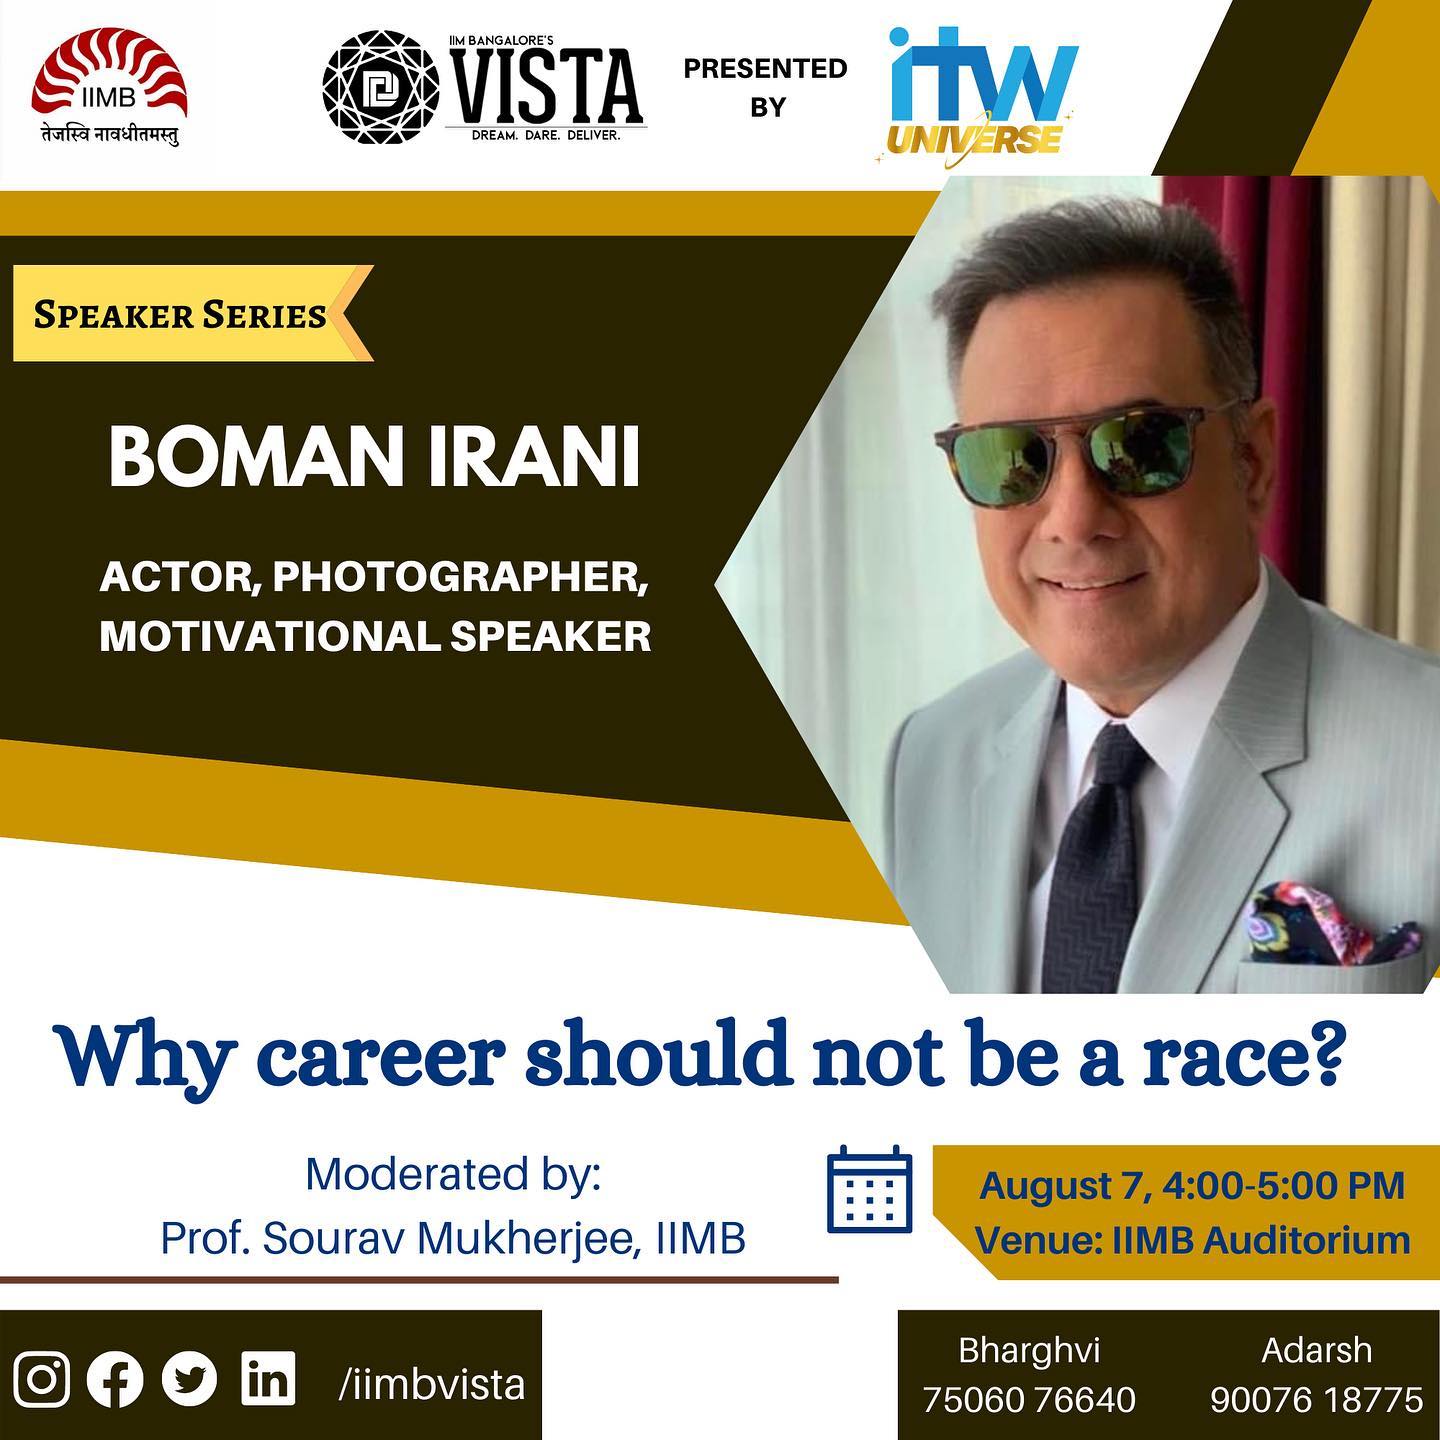 IIMB
तेजस्वि नावधीतमस्तु
IIM BANGALORE'S
VISTA
DREAM. DARE. DELIVER.
PRESENTED
BY
itw
UNIVERSE
SPEAKER SERIES
BOMAN IRANI
ACTOR, PHOTOGRAPHER,
MOTIVATIONAL SPEAKER
Why career should not be a race?
Moderated by:
Prof. Sourav Mukherjee, IIMB
August 7, 4:00-5:00 PM
Venue: IIMB Auditorium
/iimbvista
Bharghvi
75060 76640
Adarsh
90076 18775